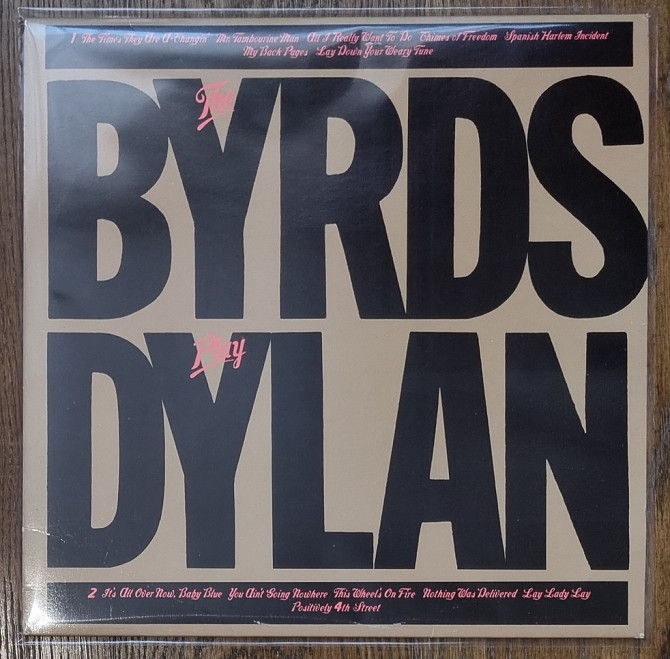 1 The Times They Are A-Changin' Mr. Tambourine Man All I Really Want To Do Chimes of Freedom Spanish Harlem Incident
My Back Pages Lay Down Your Weary Tune
The
BYRDS
Play
DYLAN
2 It's All Over Now, Baby Blue You Ain't Going Nowhere This Wheel's On Fire Nothing Was Delivered Lay Lady Lay
Positively 4th Street